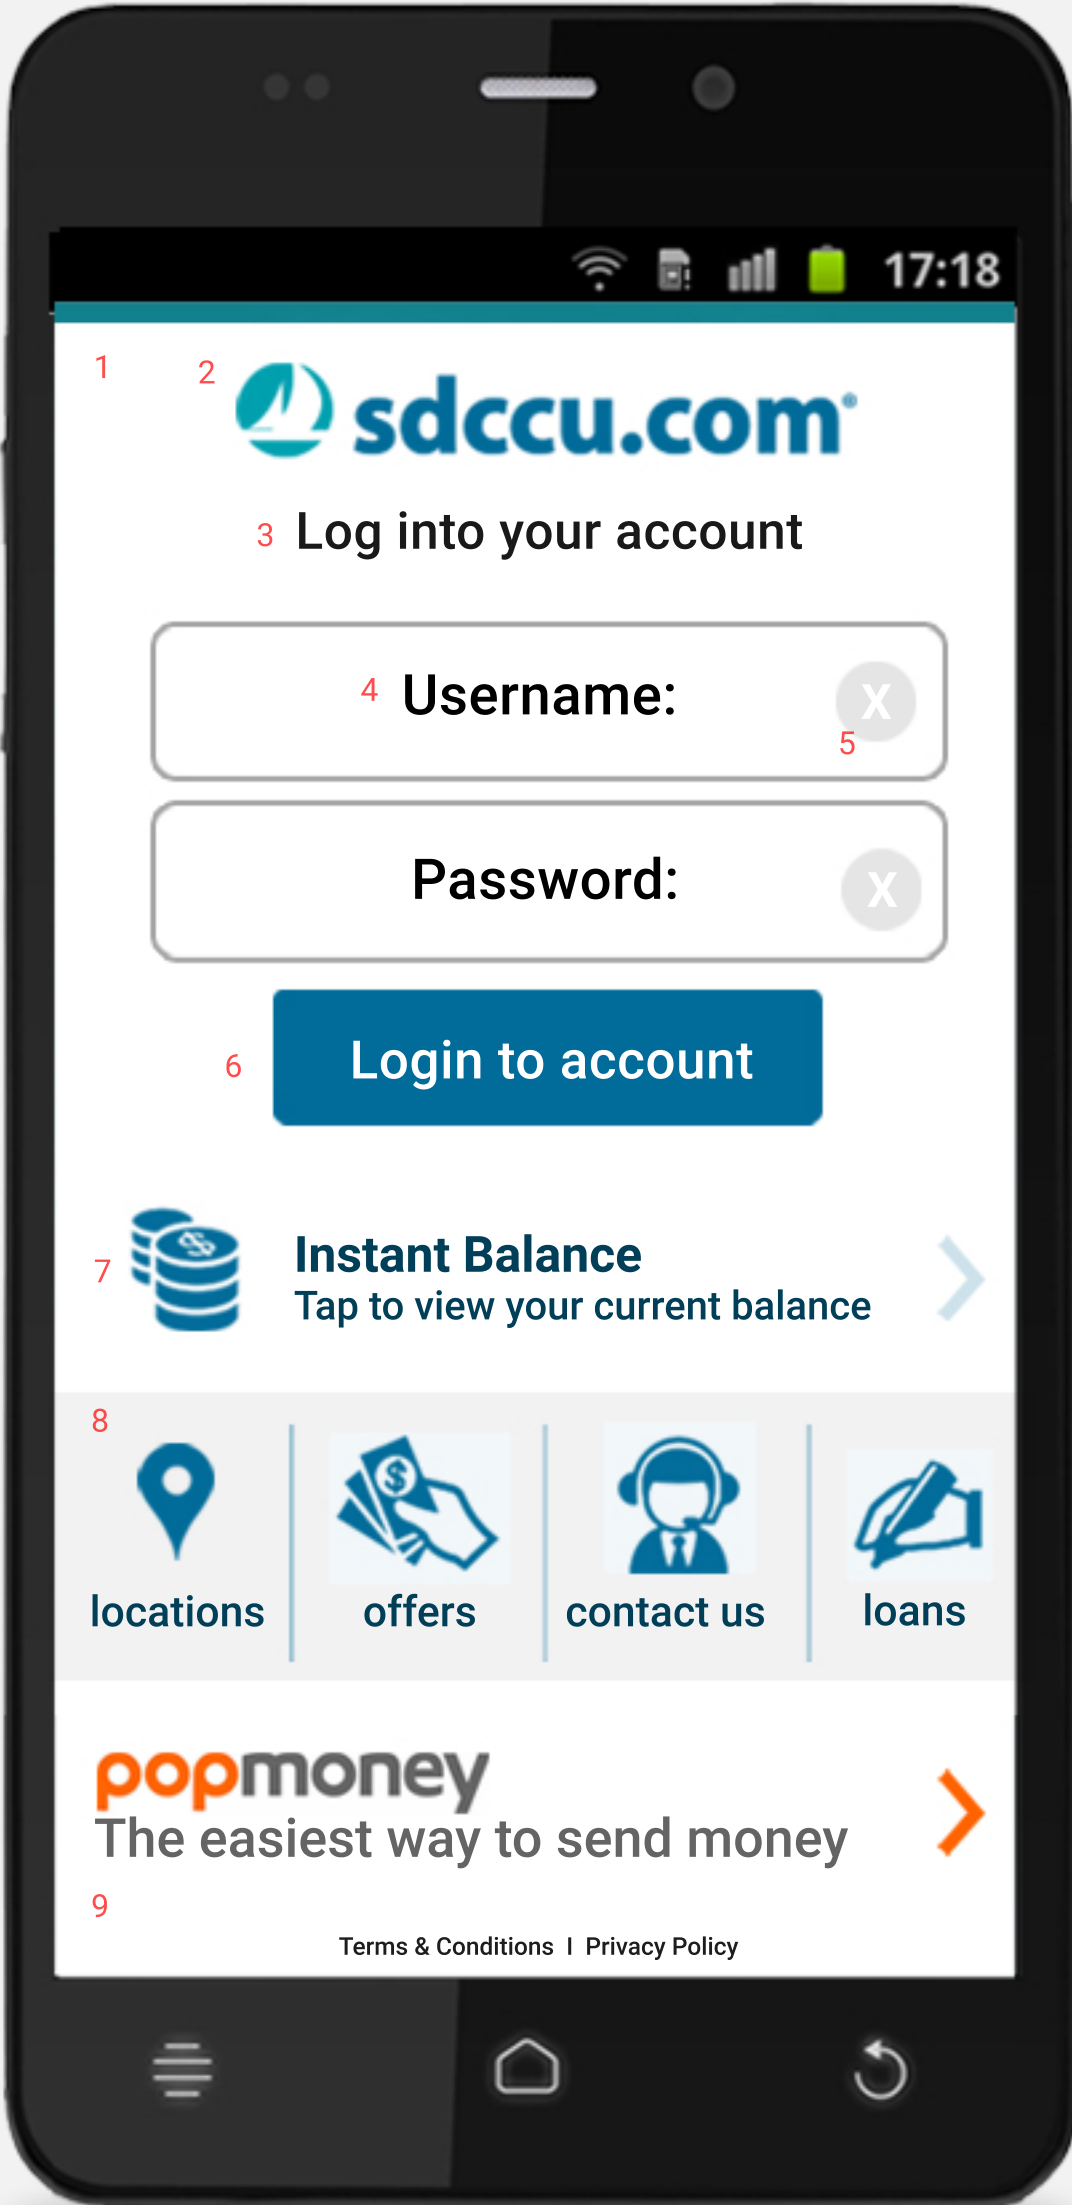 17:18
1
2 sdccu.com®
3 Log into your account
4 Username: X
5
Password: X
6 Login to account
7 Instant Balance
Tap to view your current balance
8
locations offers contact us loans
popmoney
The easiest way to send money
9
Terms & Conditions I Privacy Policy